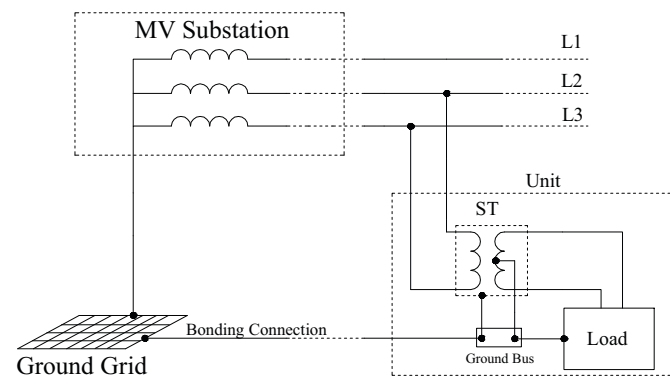 MV Substation
L1
L2
L3
Unit
ST
Bonding Connection
Load
Ground Bus
Ground Grid